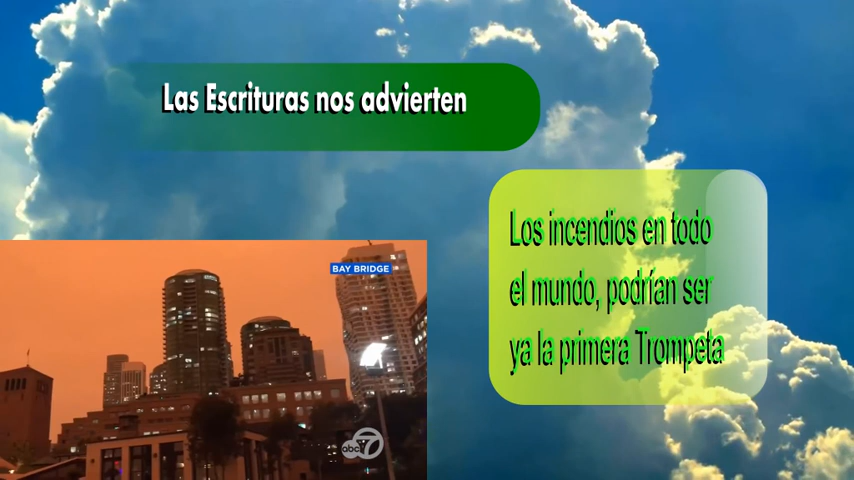 Las Escrituras nos advierten
Los incendios en todo
el mundo, podrían ser
ya la primera Trompeta
BAY BRIDGE
abc 7